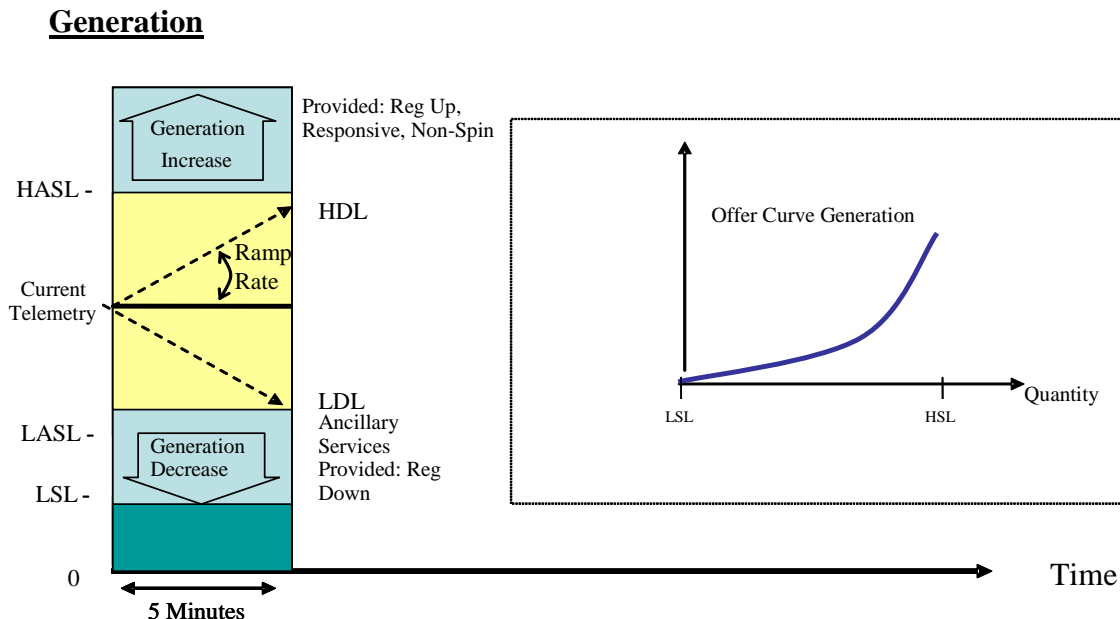 Generation
Provided: Reg Up,
Responsive, Non-Spin
Generation
Increase
HASL -
HDL
Ramp
Rate
Current
Telemetry
LDL
Ancillary
Services
Provided: Reg
Down
LASL -
Generation
Decrease
LSL -
0
5 Minutes
Time
Offer Curve Generation
Quantity
LSL
HSL